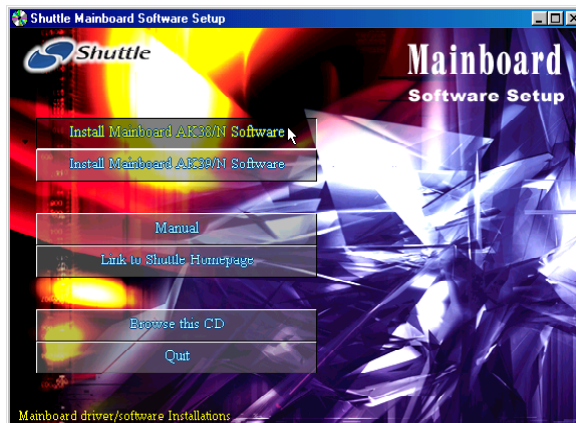 Shuttle Mainboard Software Setup
Shuttle
Mainboard
Software Setup
Install Mainboard AK38/N Software
Install Mainboard AK39/N Software
Manual
Link to Shuttle Homepage
Browse this CD
Quit
Mainboard driver/software Installations